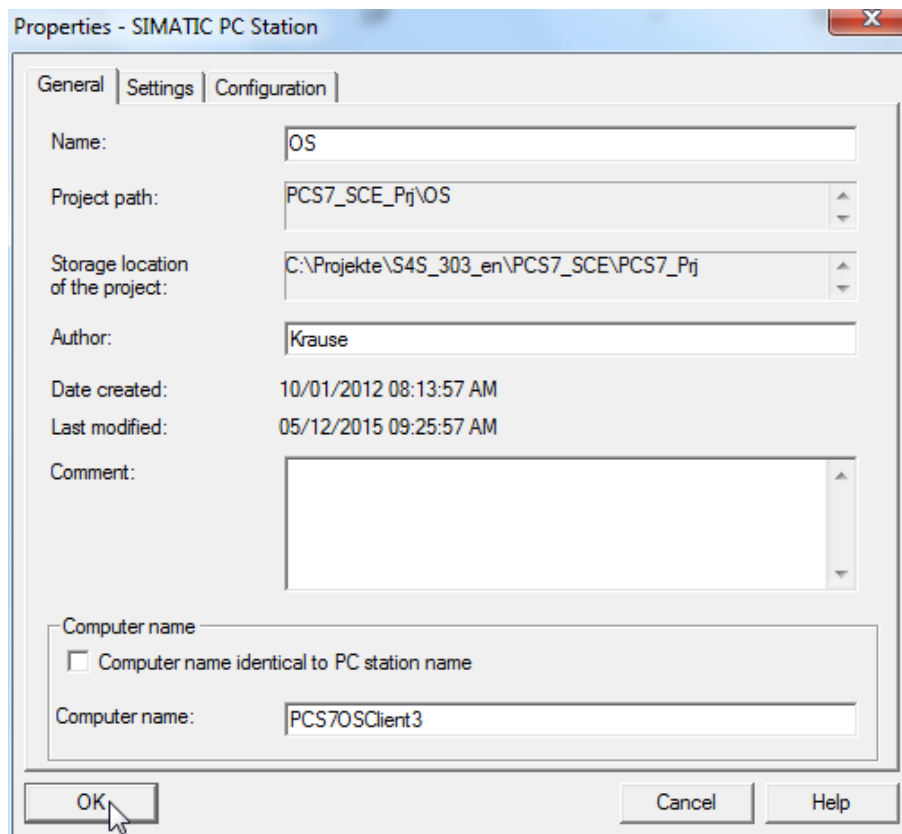 Properties - SIMATIC PC Station
X
General Settings Configuration
Name: OS
Project path: PCS7_SCE_Prj\OS
Storage location
of the project: C:\Projekte\S4S_303_en\PCS7_SCE\PCS7_Prj
Author: Krause
Date created: 10/01/2012 08:13:57 AM
Last modified: 05/12/2015 09:25:57 AM
Comment:
Computer name
Computer name identical to PC station name
Computer name: PCS7OSClient3
OK Cancel Help